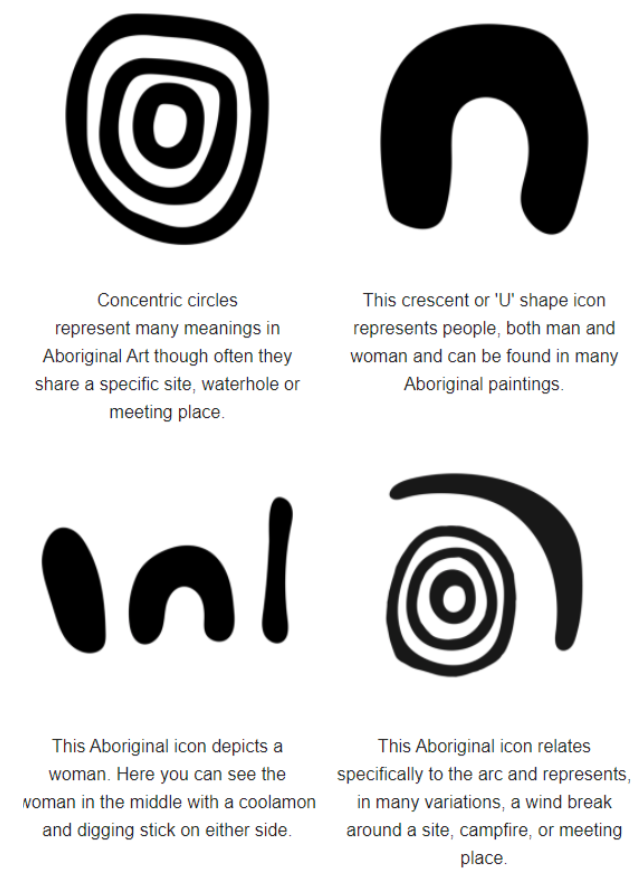 Concentric circles
represent many meanings in
Aboriginal Art though often they
share a specific site, waterhole or
meeting place.
This crescent or 'U' shape icon
represents people, both man and
woman and can be found in many
Aboriginal paintings.
This Aboriginal icon depicts a
woman. Here you can see the
woman in the middle with a coolamon
and digging stick on either side.
This Aboriginal icon relates
specifically to the arc and represents,
in many variations, a wind break
around a site, campfire, or meeting
place.